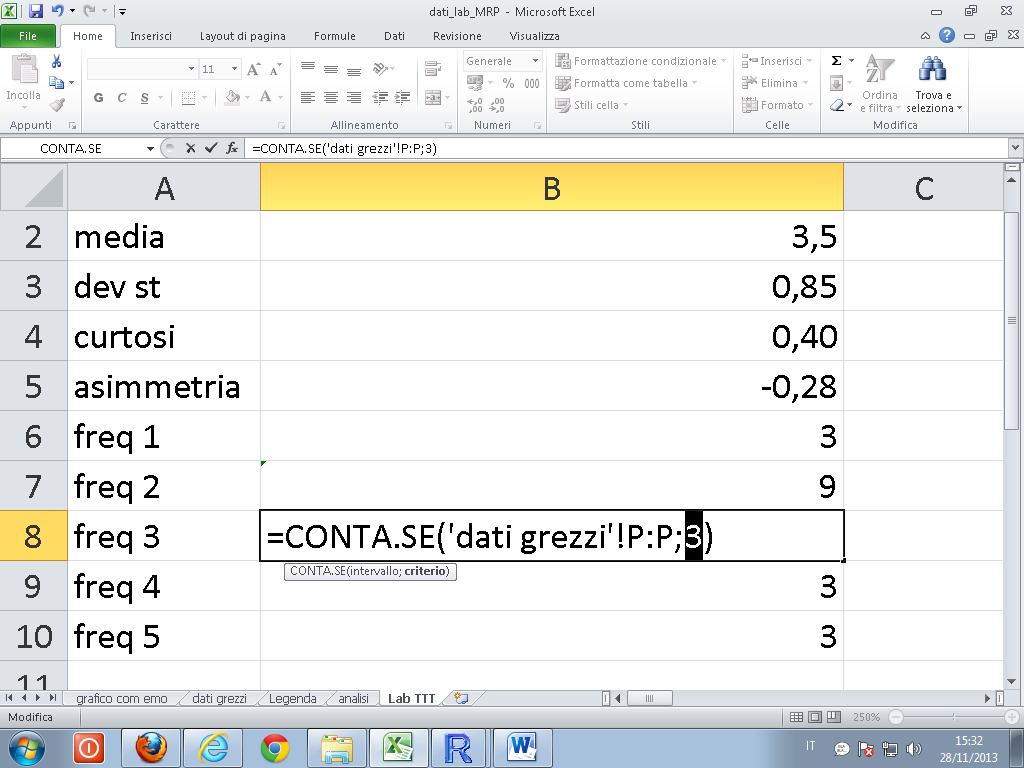 dati_lab_MRP - Microsoft Excel
File Home Inserisci Layout di pagina Formule Dati Revisione Visualizza
Incolla
Appunti
11 A A
G C S A
Carattere
Allineamento
Generale
% 000
,00 ,00
Numeri
Formattazione condizionale
Formatta come tabella
Stili cella
Stili
Inserisci
Elimina
Formato
Celle
Σ
Ordina e filtra
Trova e seleziona
Modifica
CONTA.SE fx =CONTA.SE('dati grezzi'!P:P;3)
A B C
2 media 3,5
3 dev st 0,85
4 curtosi 0,40
5 asimmetria -0,28
6 freq 1 3
7 freq 2 9
8 freq 3 =CONTA.SE('dati grezzi'!P:P;3)
CONTA.SE(intervallo; criterio)
9 freq 4 3
10 freq 5 3
11
grafico com emo dati grezzi Legenda analisi Lab TTT
Modifica 250%
IT 15:32
28/11/2013